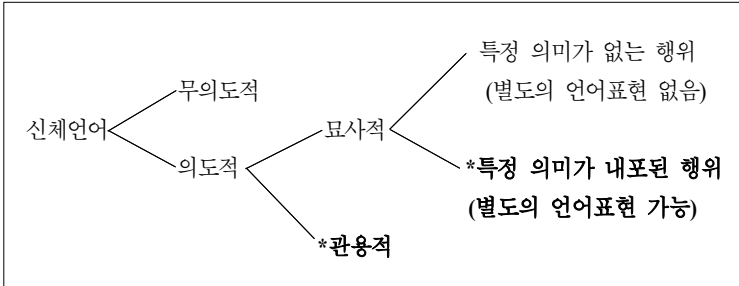 특정 의미가 없는 행위
(별도의 언어표현 없음)
무의도적
신체언어
묘사적
의도적
*특정 의미가 내포된 행위
(별도의 언어표현 가능)
*관용적